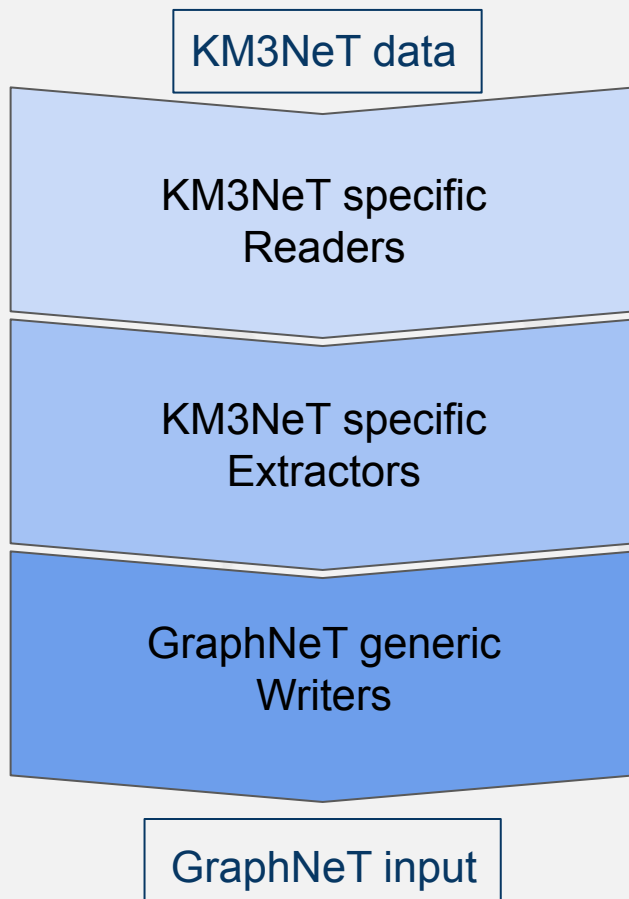 KM3NeT data
KM3NeT specific
Readers
KM3NeT specific
Extractors
GraphNeT generic
Writers
GraphNeT input